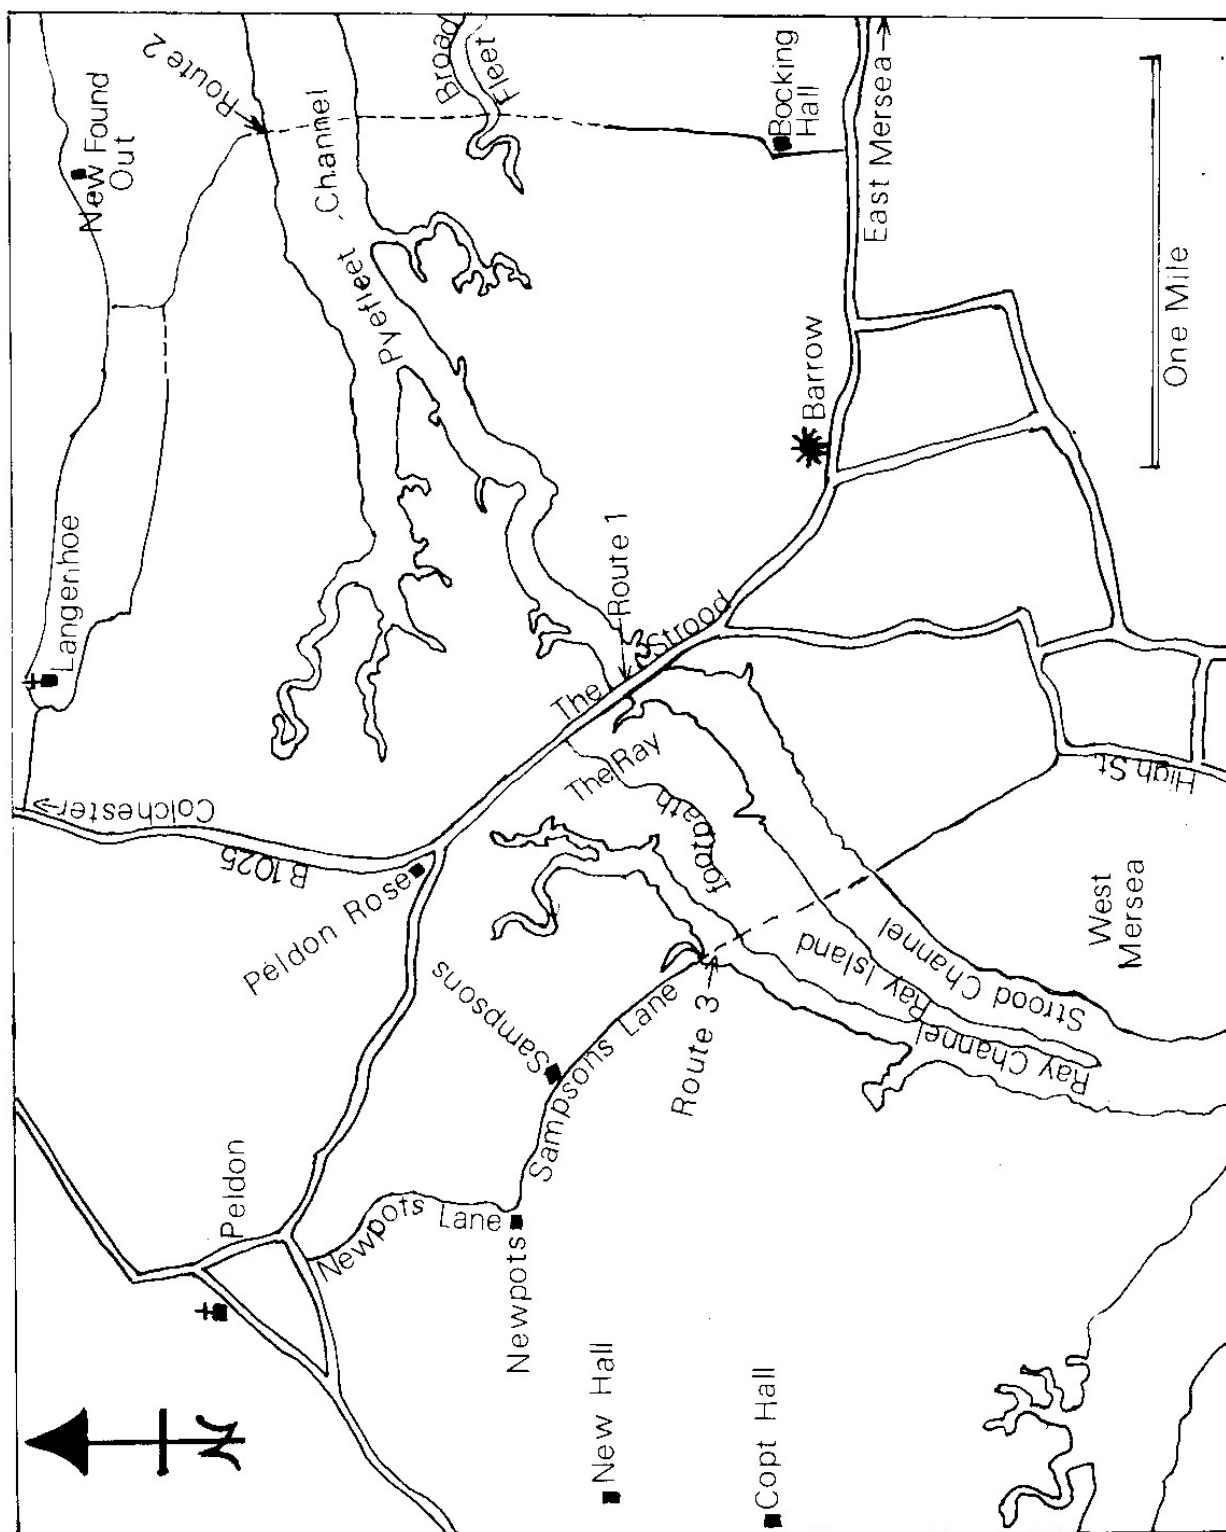 New Found
Out
Route 2
Broad
Fleet
Pyefleet Channel
Bocking
Hall
East Mersea
Langenhoe
Barrow
One Mile
Route 1
The Strood
Colchester
B1025
The Ray
footpath
High St.
Peldon Rose
Sampsons
Sampsons Lane
Route 3
Ray Island
Strood Channel
Ray Channel
West
Mersea
Peldon
Newpots Lane
Newpots
New Hall
Copt Hall
N